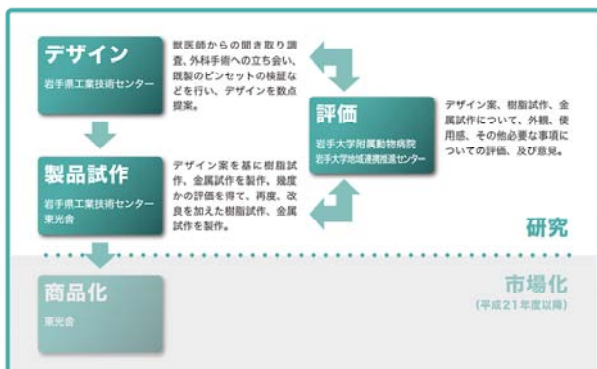 デザイン
岩手県工業技術センター
獣医師からの聞き取り調
査、外科手術への立ち会い、
既製のピンセットの検証な
どを行い、デザインを数点
提案。
評価
岩手大学附属動物病院
岩手大学地域連携推進センター
デザイン案、樹脂試作、金
属試作について、外観、使
用感、その他必要な事項に
ついての評価、及び意見。
製品試作
岩手県工業技術センター
東光舎
デザイン案を基に樹脂試
作、金属試作を製作。幾度
かの評価を得て、再度、改
良を加えた樹脂試作、金属
試作を製作。
研究
商品化
東光舎
市場化
(平成21年度以降)